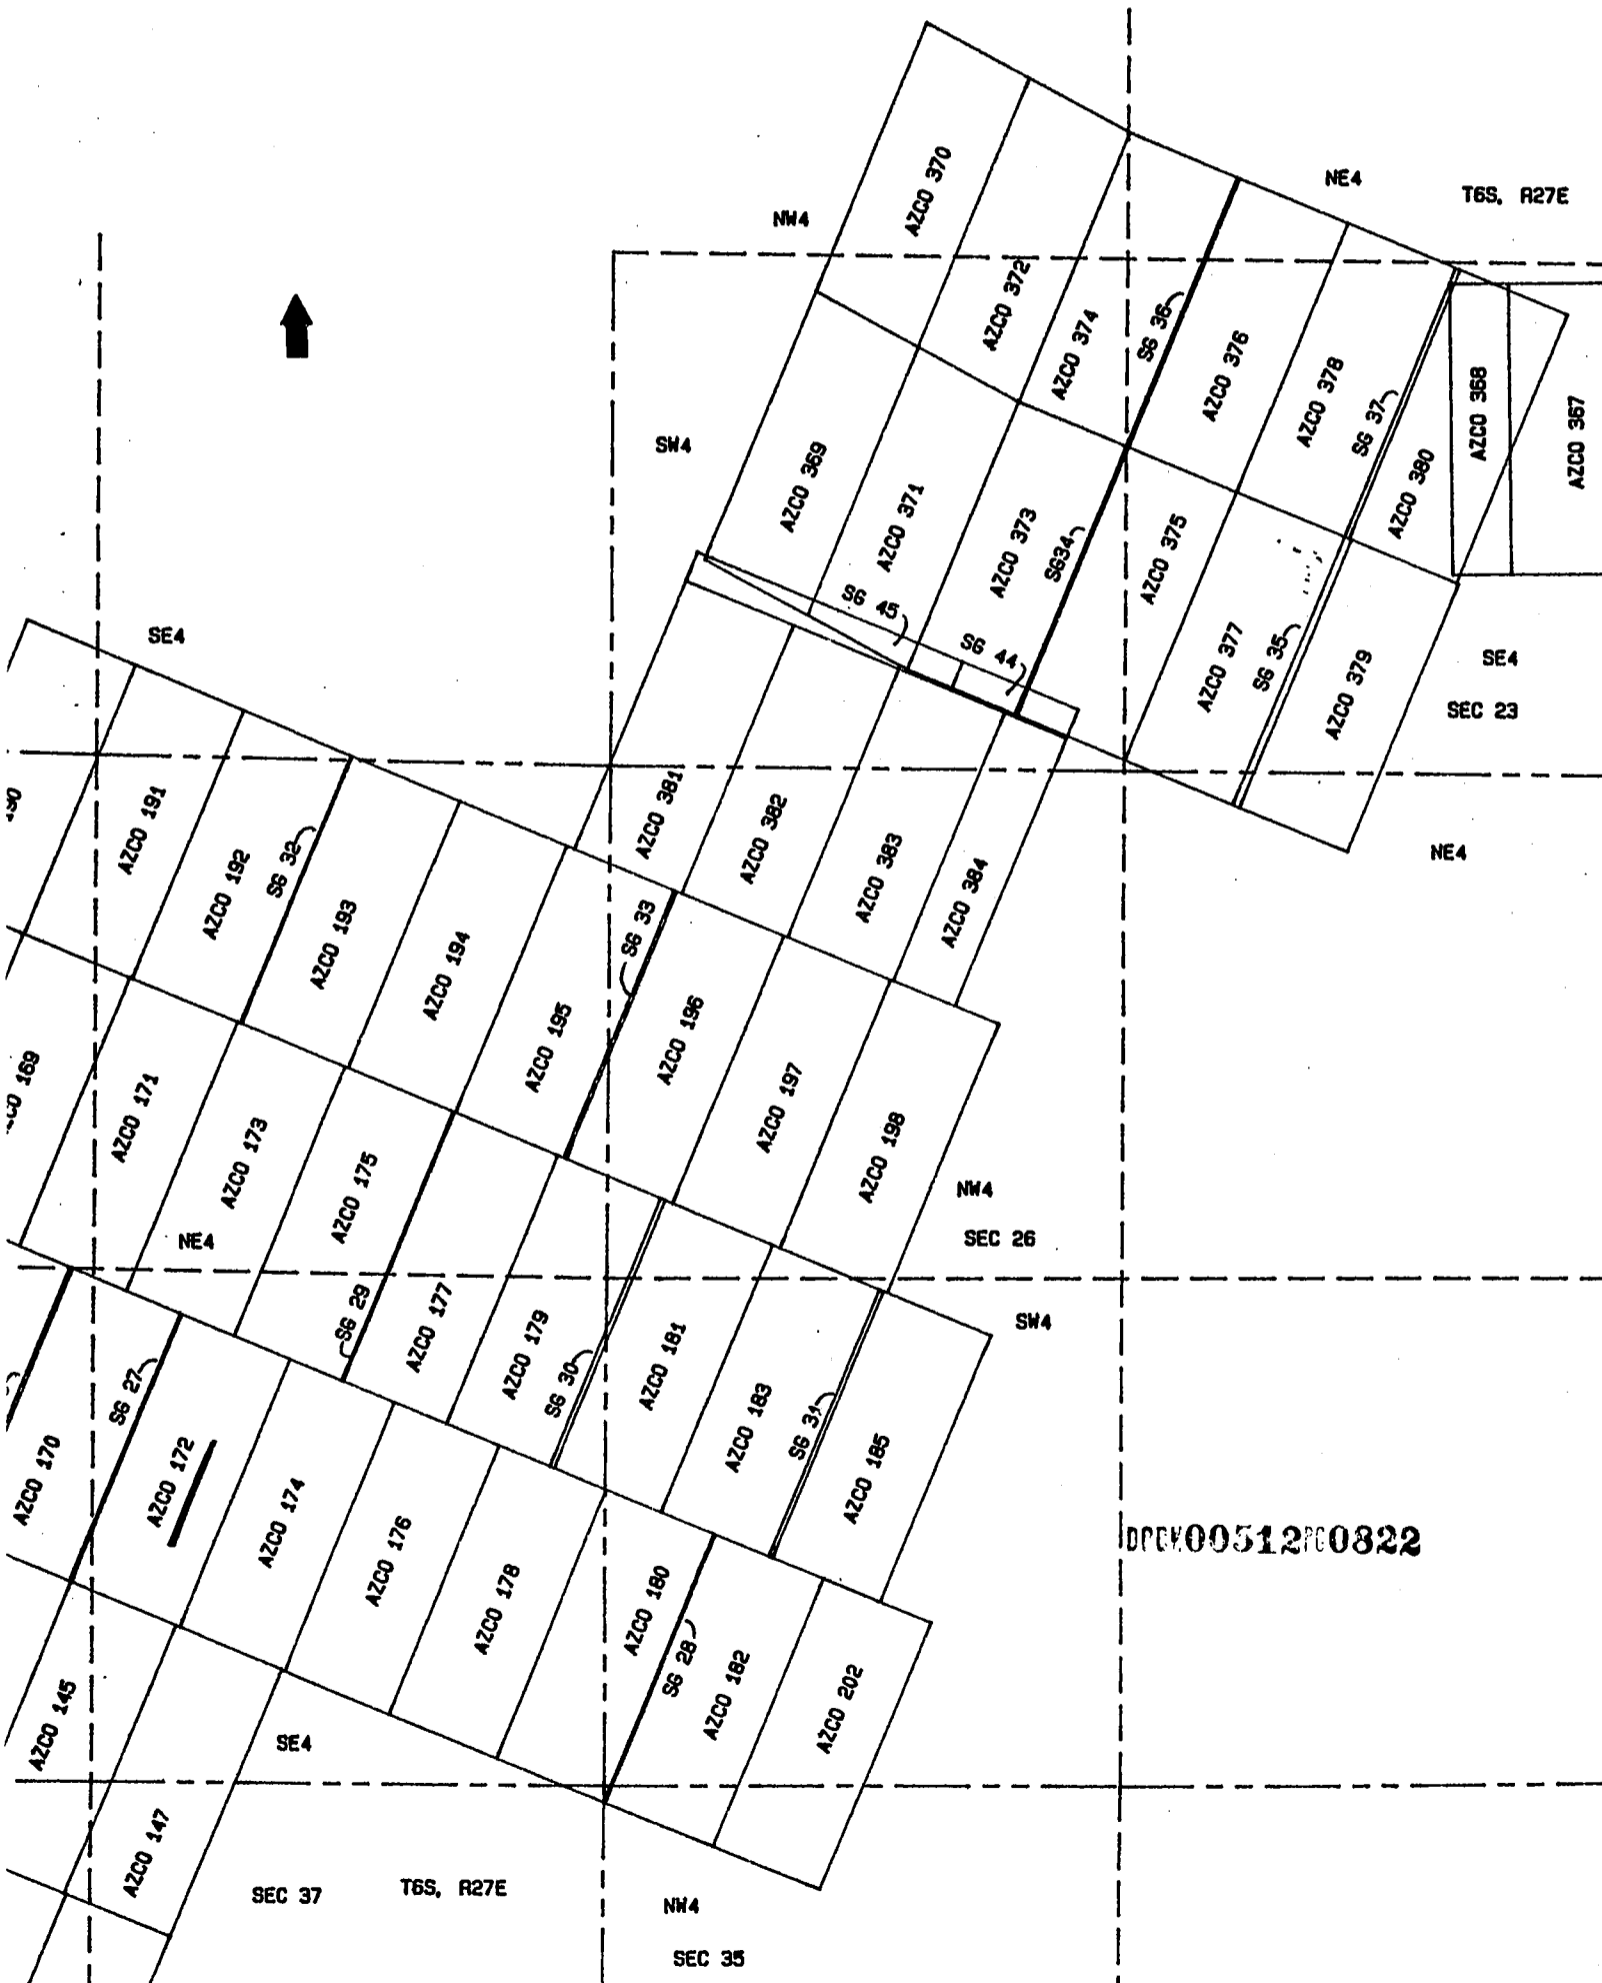 NE4
T6S, R27E
NW4
AZCO 370
AZCO 372
AZCO 374
SG 36
AZCO 376
AZCO 378
SG 37
AZCO 380
AZCO 368
AZCO 367
SW4
AZCO 369
AZCO 371
AZCO 373
SG34
AZCO 375
AZCO 377
SG 35
AZCO 379
SG 45
SG 44
SE4
SEC 23
SE4
NE4
190
AZCO 191
AZCO 192
SG 32
AZCO 193
AZCO 194
AZCO 195
SG 33
AZCO 381
AZCO 382
AZCO 383
AZCO 384
AZCO 196
AZCO 197
AZCO 198
169
AZCO 171
AZCO 173
AZCO 175
NE4
SG 29
AZCO 177
AZCO 179
SG 30
AZCO 181
AZCO 183
SG 31
AZCO 185
NW4
SEC 26
SW4
AZCO 170
SG 27
AZCO 172
AZCO 174
AZCO 176
AZCO 178
AZCO 180
SG 28
AZCO 182
AZCO 202
00512 0822
AZCO 145
AZCO 147
SE4
SEC 37
T6S, R27E
NW4
SEC 35